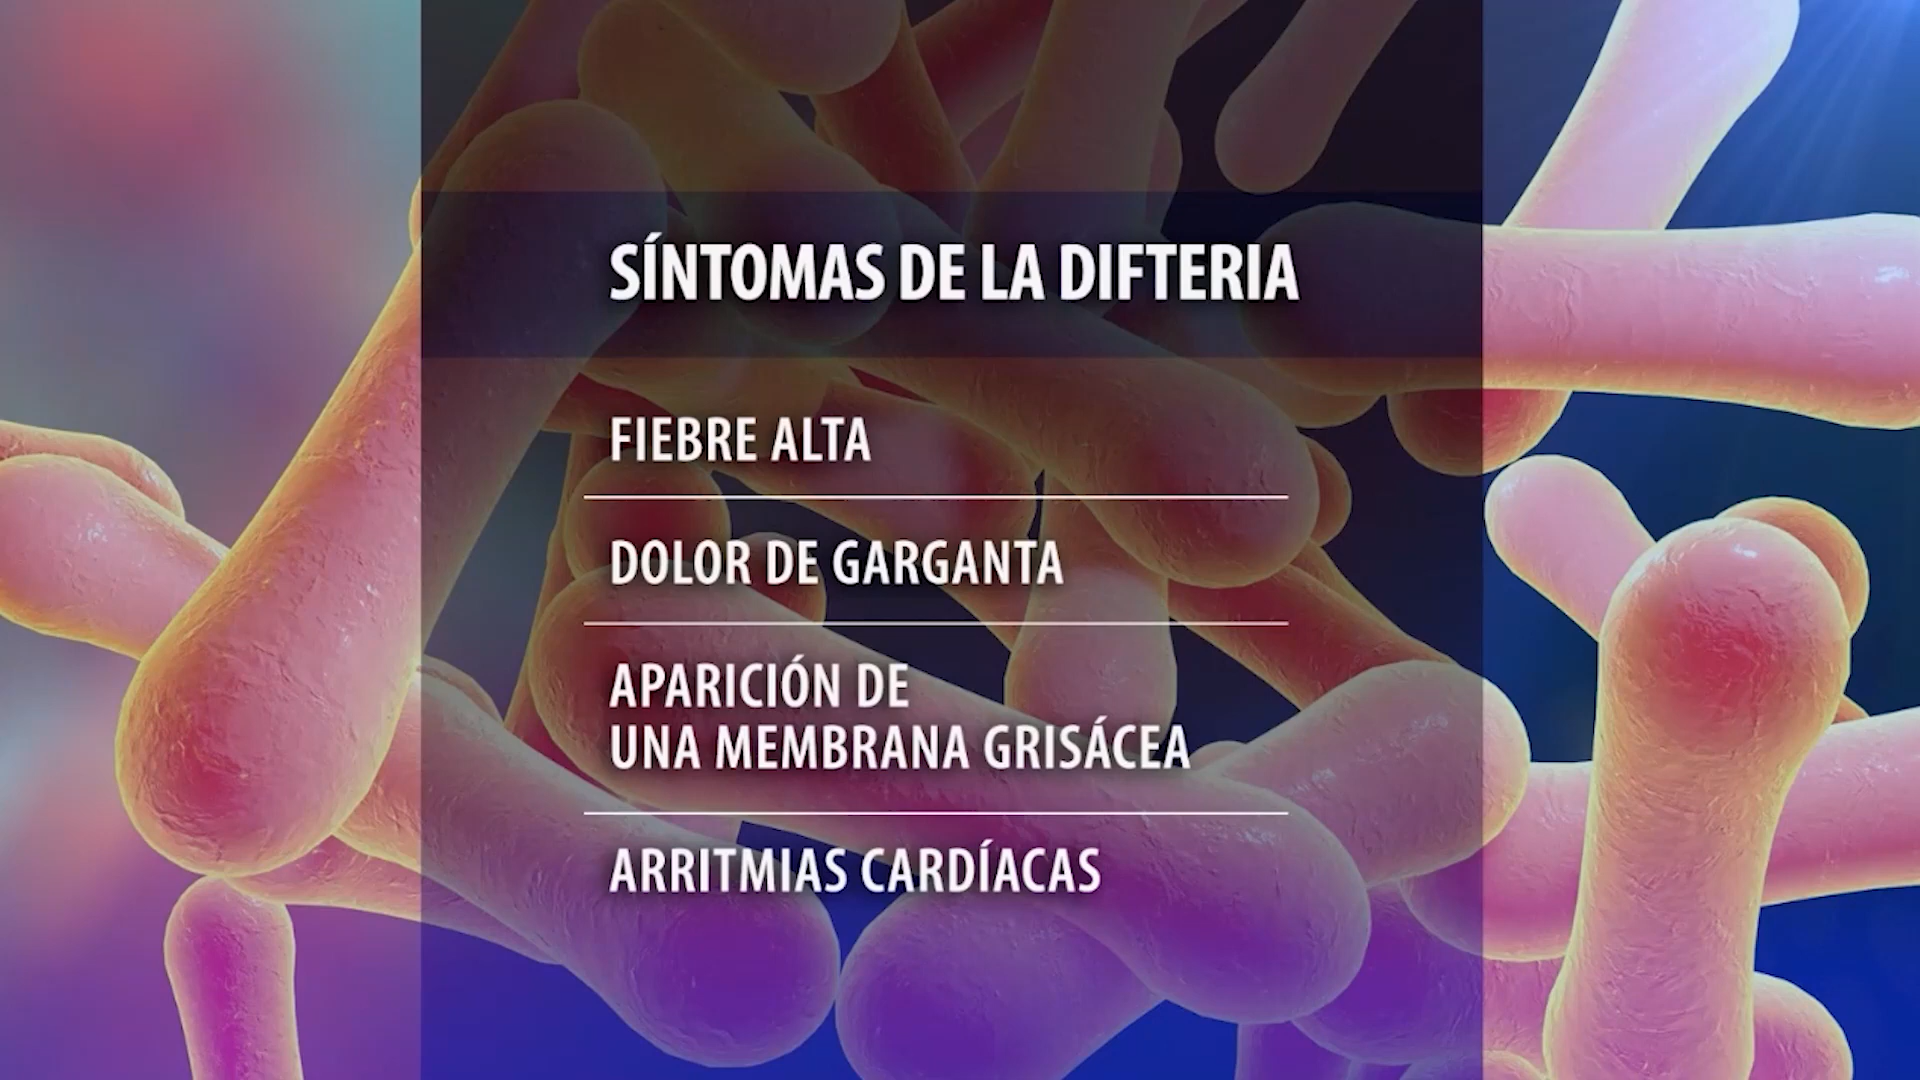 SÍNTOMAS DE LA DIFTERIA
FIEBRE ALTA
DOLOR DE GARGANTA
APARICIÓN DE
UNA MEMBRANA GRISÁCEA
ARRITMIAS CARDÍACAS